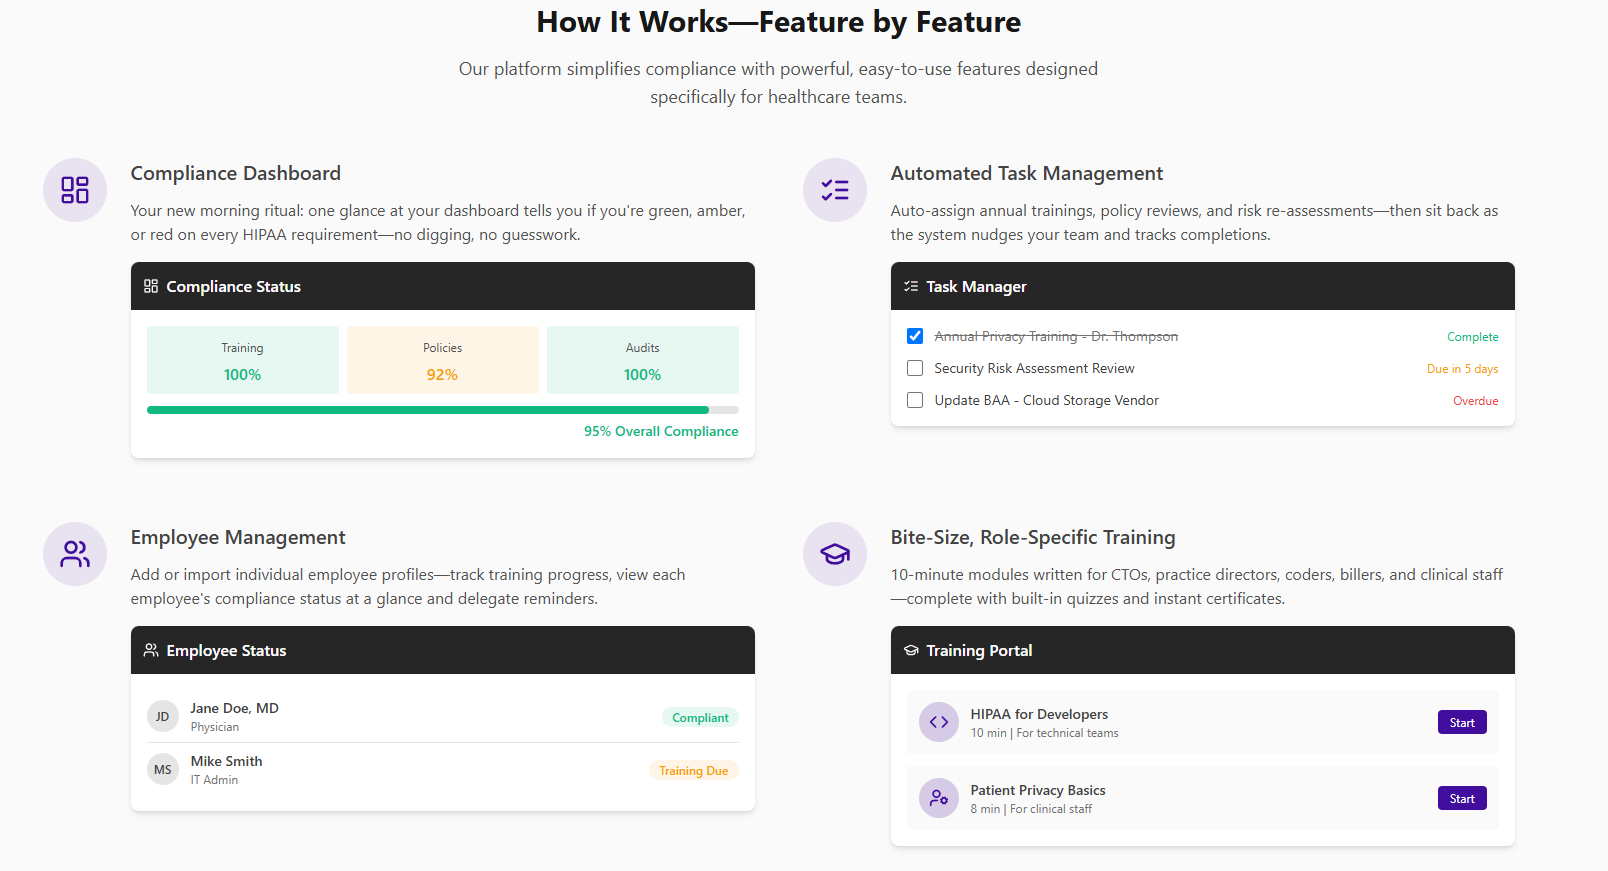 How It Works—Feature by Feature
Our platform simplifies compliance with powerful, easy-to-use features designed
specifically for healthcare teams.
Compliance Dashboard
Your new morning ritual: one glance at your dashboard tells you if you're green, amber,
or red on every HIPAA requirement—no digging, no guesswork.
Compliance Status
Training
100%
Policies
92%
Audits
100%
95% Overall Compliance
Automated Task Management
Auto-assign annual trainings, policy reviews, and risk re-assessments—then sit back as
the system nudges your team and tracks completions.
Task Manager
Annual Privacy Training - Dr. Thompson
Complete
Security Risk Assessment Review
Due in 5 days
Update BAA - Cloud Storage Vendor
Overdue
Employee Management
Add or import individual employee profiles—track training progress, view each
employee's compliance status at a glance and delegate reminders.
Employee Status
JD
Jane Doe, MD
Physician
Compliant
MS
Mike Smith
IT Admin
Training Due
Bite-Size, Role-Specific Training
10-minute modules written for CTOs, practice directors, coders, billers, and clinical staff
—complete with built-in quizzes and instant certificates.
Training Portal
HIPAA for Developers
10 min | For technical teams
Start
Patient Privacy Basics
8 min | For clinical staff
Start